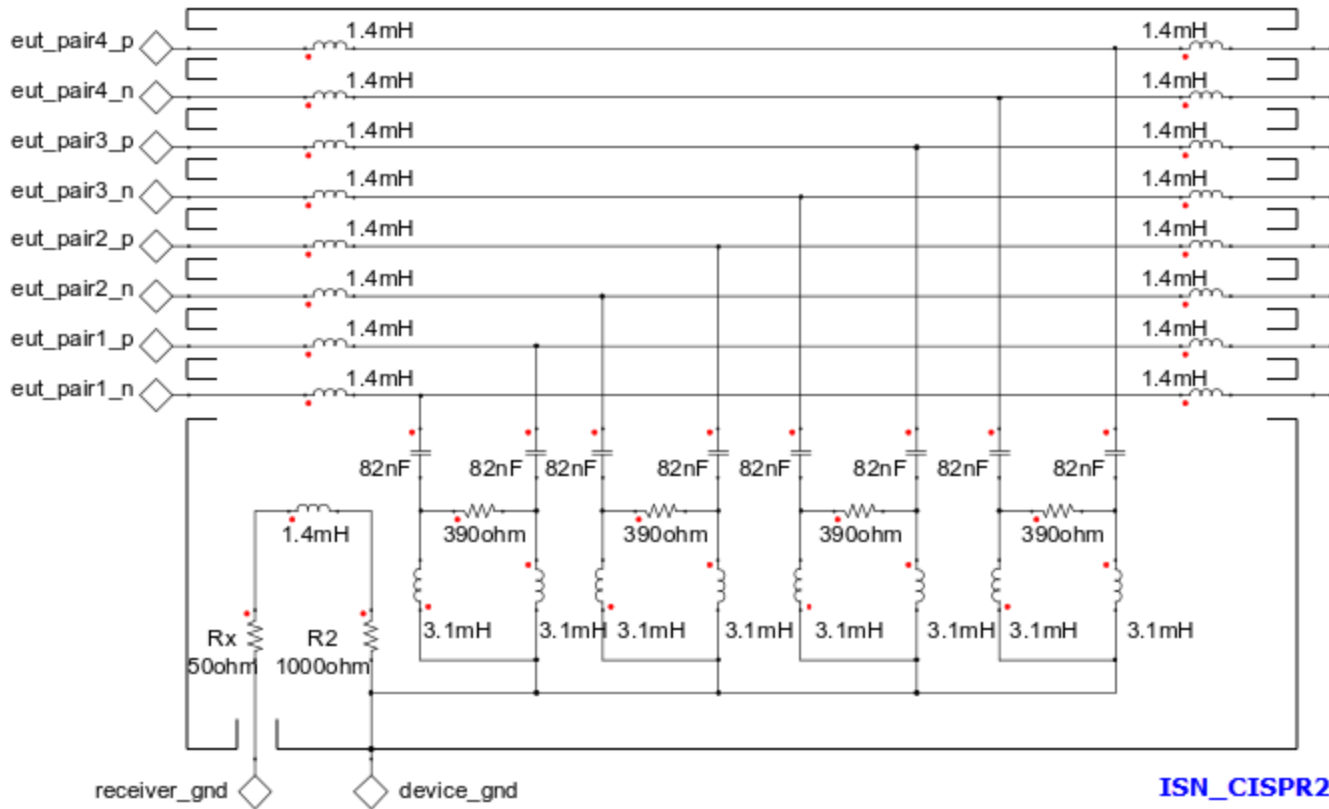 1.4mH 1.4mH
eut_pair4_p
1.4mH 1.4mH
eut_pair4_n
1.4mH 1.4mH
eut_pair3_p
1.4mH 1.4mH
eut_pair3_n
1.4mH 1.4mH
eut_pair2_p
1.4mH 1.4mH
eut_pair2_n
1.4mH 1.4mH
eut_pair1_p
1.4mH 1.4mH
eut_pair1_n
82nF 82nF 82nF 82nF 82nF 82nF 82nF 82nF
1.4mH 390ohm 390ohm 390ohm 390ohm
3.1mH 3.1mH 3.1mH 3.1mH 3.1mH 3.1mH 3.1mH 3.1mH
Rx R2
50ohm 1000ohm
receiver_gnd device_gnd ISN_CISPR2